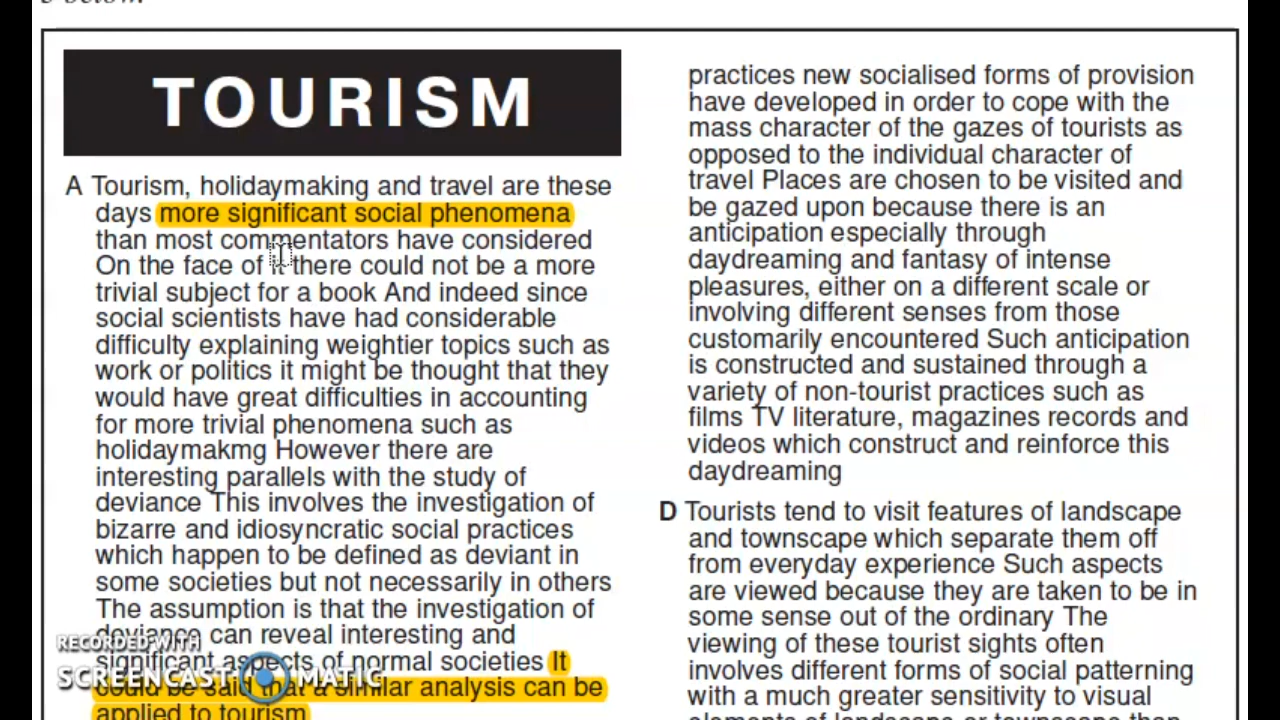 TOURISM
A Tourism, holidaymaking and travel are these
days more significant social phenomena
than most commentators have considered
On the face of it there could not be a more
trivial subject for a book And indeed since
social scientists have had considerable
difficulty explaining weightier topics such as
work or politics it might be thought that they
would have great difficulties in accounting
for more trivial phenomena such as
holidaymakmg However there are
interesting parallels with the study of
deviance This involves the investigation of
bizarre and idiosyncratic social practices
which happen to be defined as deviant in
some societies but not necessarily in others
The assumption is that the investigation of
deviance can reveal interesting and
significant aspects of normal societies It
could be said that a similar analysis can be
applied to tourism
practices new socialised forms of provision
have developed in order to cope with the
mass character of the gazes of tourists as
opposed to the individual character of
travel Places are chosen to be visited and
be gazed upon because there is an
anticipation especially through
daydreaming and fantasy of intense
pleasures, either on a different scale or
involving different senses from those
customarily encountered Such anticipation
is constructed and sustained through a
variety of non-tourist practices such as
films TV literature, magazines records and
videos which construct and reinforce this
daydreaming
D Tourists tend to visit features of landscape
and townscape which separate them off
from everyday experience Such aspects
are viewed because they are taken to be in
some sense out of the ordinary The
viewing of these tourist sights often
involves different forms of social patterning
with a much greater sensitivity to visual
elements of landscape or townscape than
RECORDED WITH
SCREENCAST MATIC